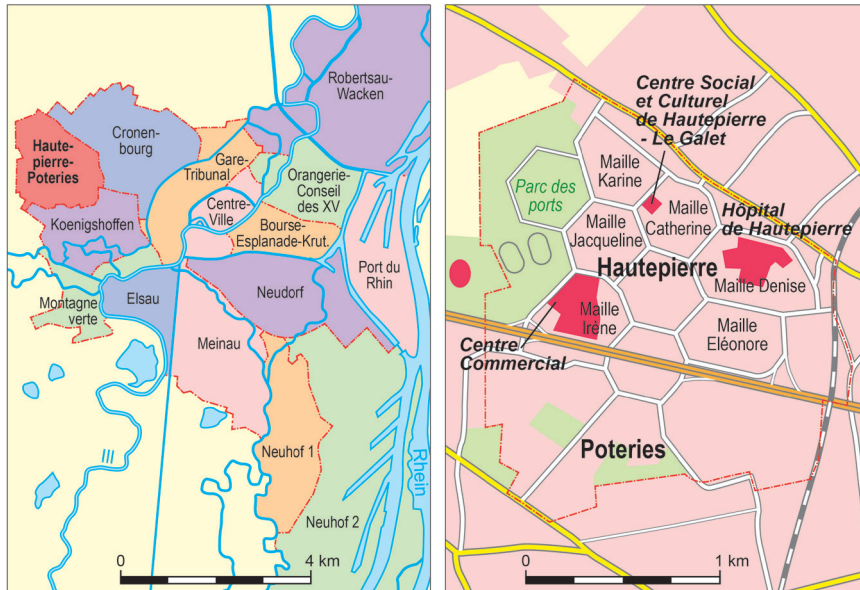 Robertsau-
Wacken
Cronen-
bourg
Haute-
pierre-
Poteries
Gare-
Tribunal
Orangerie-
Conseil
des XV
Koenigshoffen
Centre-
Ville
Bourse-
Esplanade-Krut.
Port du
Rhin
Montagne
verte
Elsau
Neudorf
Meinau
Ill
Neuhof 1
Rhein
Neuhof 2
0
4 km
Centre Social
et Culturel
de Hautepierre
- Le Galet
Maille
Karine
Parc des
ports
Maille
Catherine
Hôpital
de Hautepierre
Maille
Jacqueline
Hautepierre
Maille Denise
Maille
Irène
Maille
Eléonore
Centre
Commercial
Poteries
0
1 km